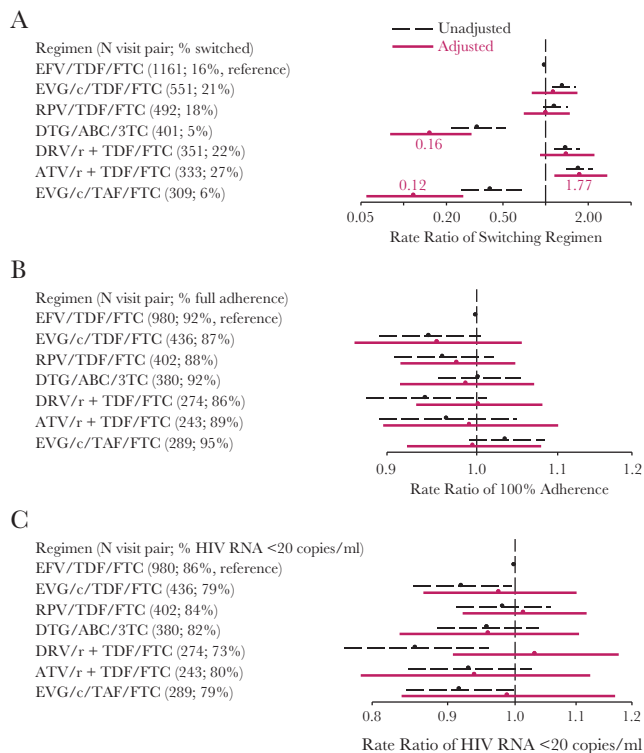 A
Unadjusted
Regimen (N visit pair; % switched)
Adjusted
EFV/TDF/FTC (1161; 16%, reference)
EVG/c/TDF/FTC (551; 21%)
RPV/TDF/FTC (492; 18%)
DTG/ABC/3TC (401; 5%)
0.16
DRV/r + TDF/FTC (351; 22%)
ATV/r + TDF/FTC (333; 27%)
0.12
1.77
EVG/c/TAF/FTC (309; 6%)
0.05 0.20 0.50 2.00
Rate Ratio of Switching Regimen
B
Regimen (N visit pair; % full adherence)
EFV/TDF/FTC (980; 92%, reference)
EVG/c/TDF/FTC (436; 87%)
RPV/TDF/FTC (402; 88%)
DTG/ABC/3TC (380; 92%)
DRV/r + TDF/FTC (274; 86%)
ATV/r + TDF/FTC (243; 89%)
EVG/c/TAF/FTC (289; 95%)
0.9 1.0 1.1 1.2
Rate Ratio of 100% Adherence
C
Regimen (N visit pair; % HIV RNA <20 copies/ml)
EFV/TDF/FTC (980; 86%, reference)
EVG/c/TDF/FTC (436; 79%)
RPV/TDF/FTC (402; 84%)
DTG/ABC/3TC (380; 82%)
DRV/r + TDF/FTC (274; 73%)
ATV/r + TDF/FTC (243; 80%)
EVG/c/TAF/FTC (289; 79%)
0.8 0.9 1.0 1.1 1.2
Rate Ratio of HIV RNA <20 copies/ml